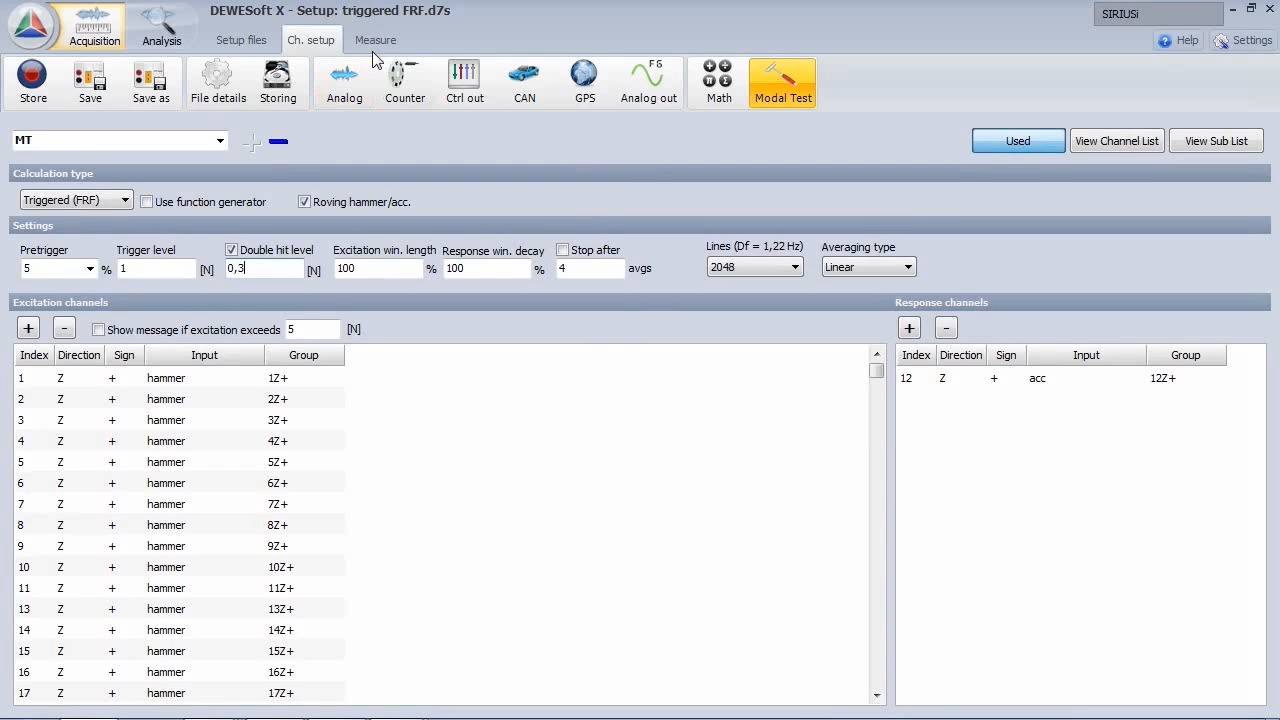 DEWESoft X - Setup: triggered FRF.d7s
SIRIUSi
Acquisition Analysis Setup files Ch. setup Measure Help Settings
Store Save Save as File details Storing Analog Counter Ctrl out CAN GPS Analog out Math Modal Test
MT Used View Channel List View Sub List
Calculation type
Triggered (FRF) Use function generator Roving hammer/acc.
Settings
Pretrigger Trigger level Double hit level Excitation win. length Response win. decay Stop after Lines (Df = 1,22 Hz) Averaging type
5 % 1 [N] 0,3 [N] 100 % 100 % 4 avgs 2048 Linear
Excitation channels Response channels
+ - Show message if excitation exceeds 5 [N] + -
Index Direction Sign Input Group Index Direction Sign Input Group
1 Z + hammer 1Z+ 12 Z + acc 12Z+
2 Z + hammer 2Z+
3 Z + hammer 3Z+
4 Z + hammer 4Z+
5 Z + hammer 5Z+
6 Z + hammer 6Z+
7 Z + hammer 7Z+
8 Z + hammer 8Z+
9 Z + hammer 9Z+
10 Z + hammer 10Z+
11 Z + hammer 11Z+
13 Z + hammer 13Z+
14 Z + hammer 14Z+
15 Z + hammer 15Z+
16 Z + hammer 16Z+
17 Z + hammer 17Z+